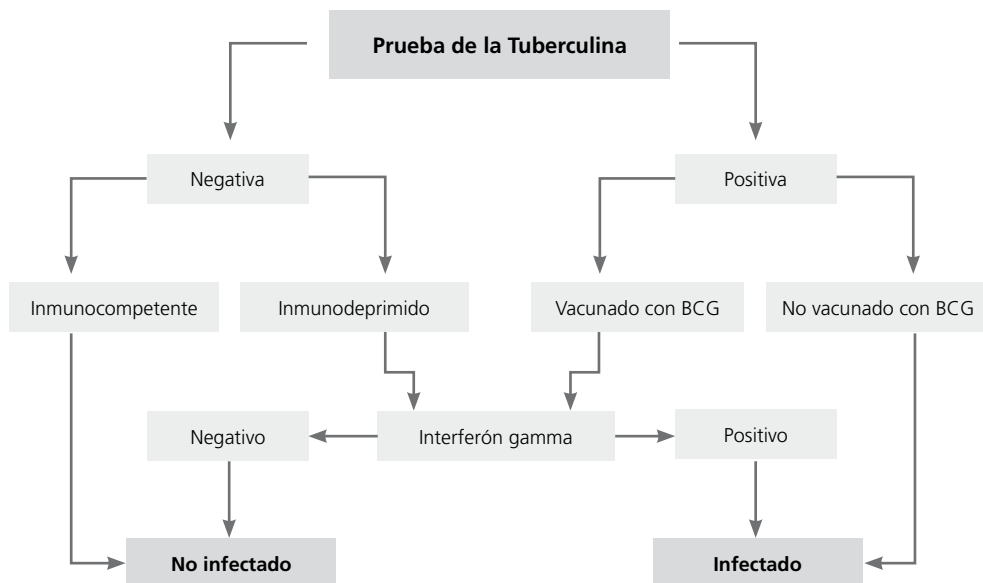 Prueba de la Tuberculina
Negativa
Positiva
Inmunocompetente
Inmunodeprimido
Vacunado con BCG
No vacunado con BCG
Negativo
Interferón gamma
Positivo
No infectado
Infectado